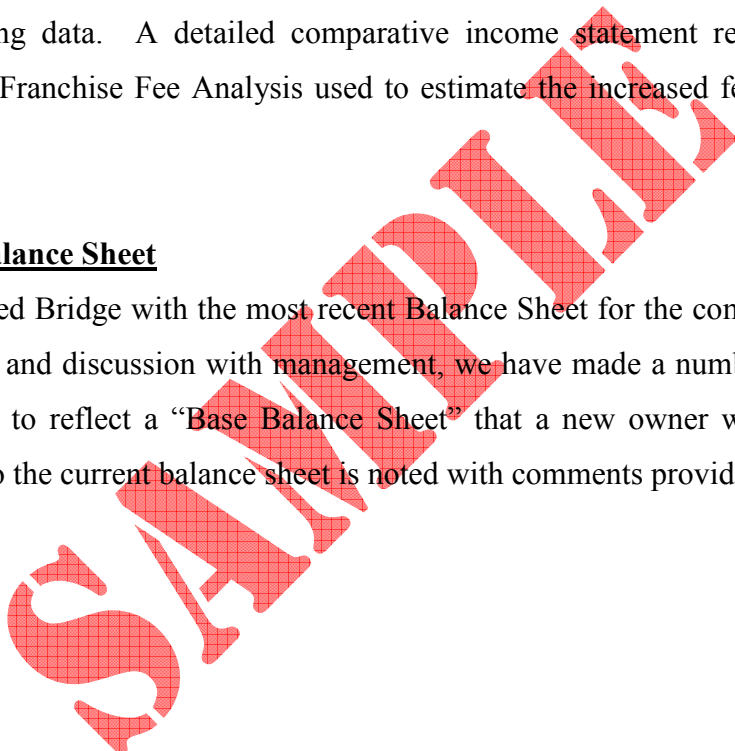 ng data. A detailed comparative income statement re
Franchise Fee Analysis used to estimate the increased fe
alance Sheet
ed Bridge with the most recent Balance Sheet for the con
and discussion with management, we have made a numb
to reflect a “Base Balance Sheet” that a new owner w
o the current balance sheet is noted with comments provid
SAMPLE